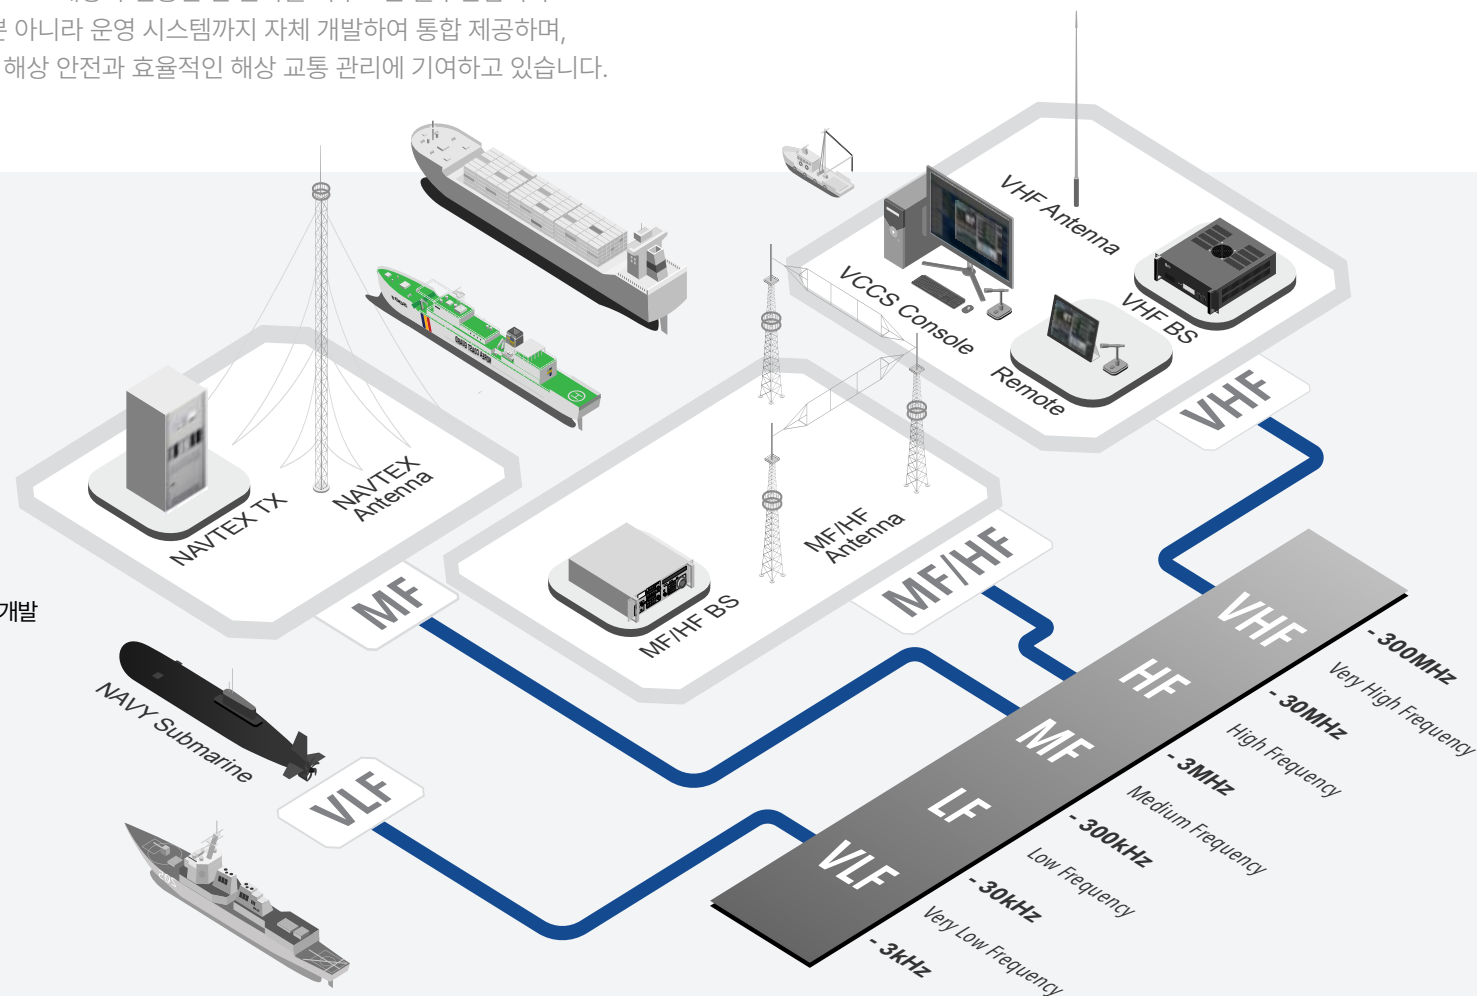 아니라 운영 시스템까지 자체 개발하여 통합 제공하며,
해상 안전과 효율적인 해상 교통 관리에 기여하고 있습니다.
VHF Antenna
VCCS Console
VHF BS
Remote
VHF
NAVTEX TX
NAVTEX
Antenna
MF/HF
Antenna
MF/HF BS
MF/HF
MF
개발
NAVY Submarine
VLF
205
VHF
HF
MF
LF
VLF
- 300MHz
Very High Frequency
- 30MHz
High Frequency
- 3MHz
Medium Frequency
- 300kHz
Low Frequency
- 30kHz
Very Low Frequency
- 3kHz